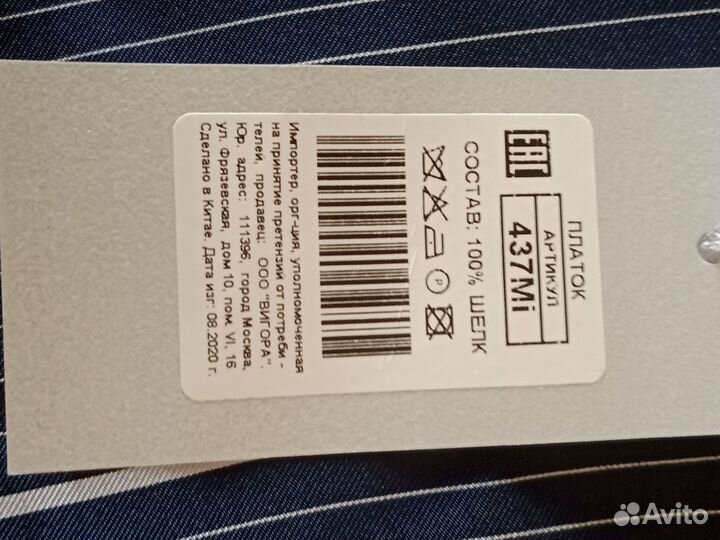 ПЛАТОК
АРТИКУЛ
437Mi
EAC
СОСТАВ: 100% ШЕЛК
P
Импортер, орг-ция, уполномоченная
на принятие претензий от потреби -
телей, продавец: ООО "ВИГОРА".
Юр. адрес: 111396, город Москва,
ул. Фрязевская, дом 10, пом. VI, 16
Сделано в Китае. Дата изг: 08.2020 г.
Avito